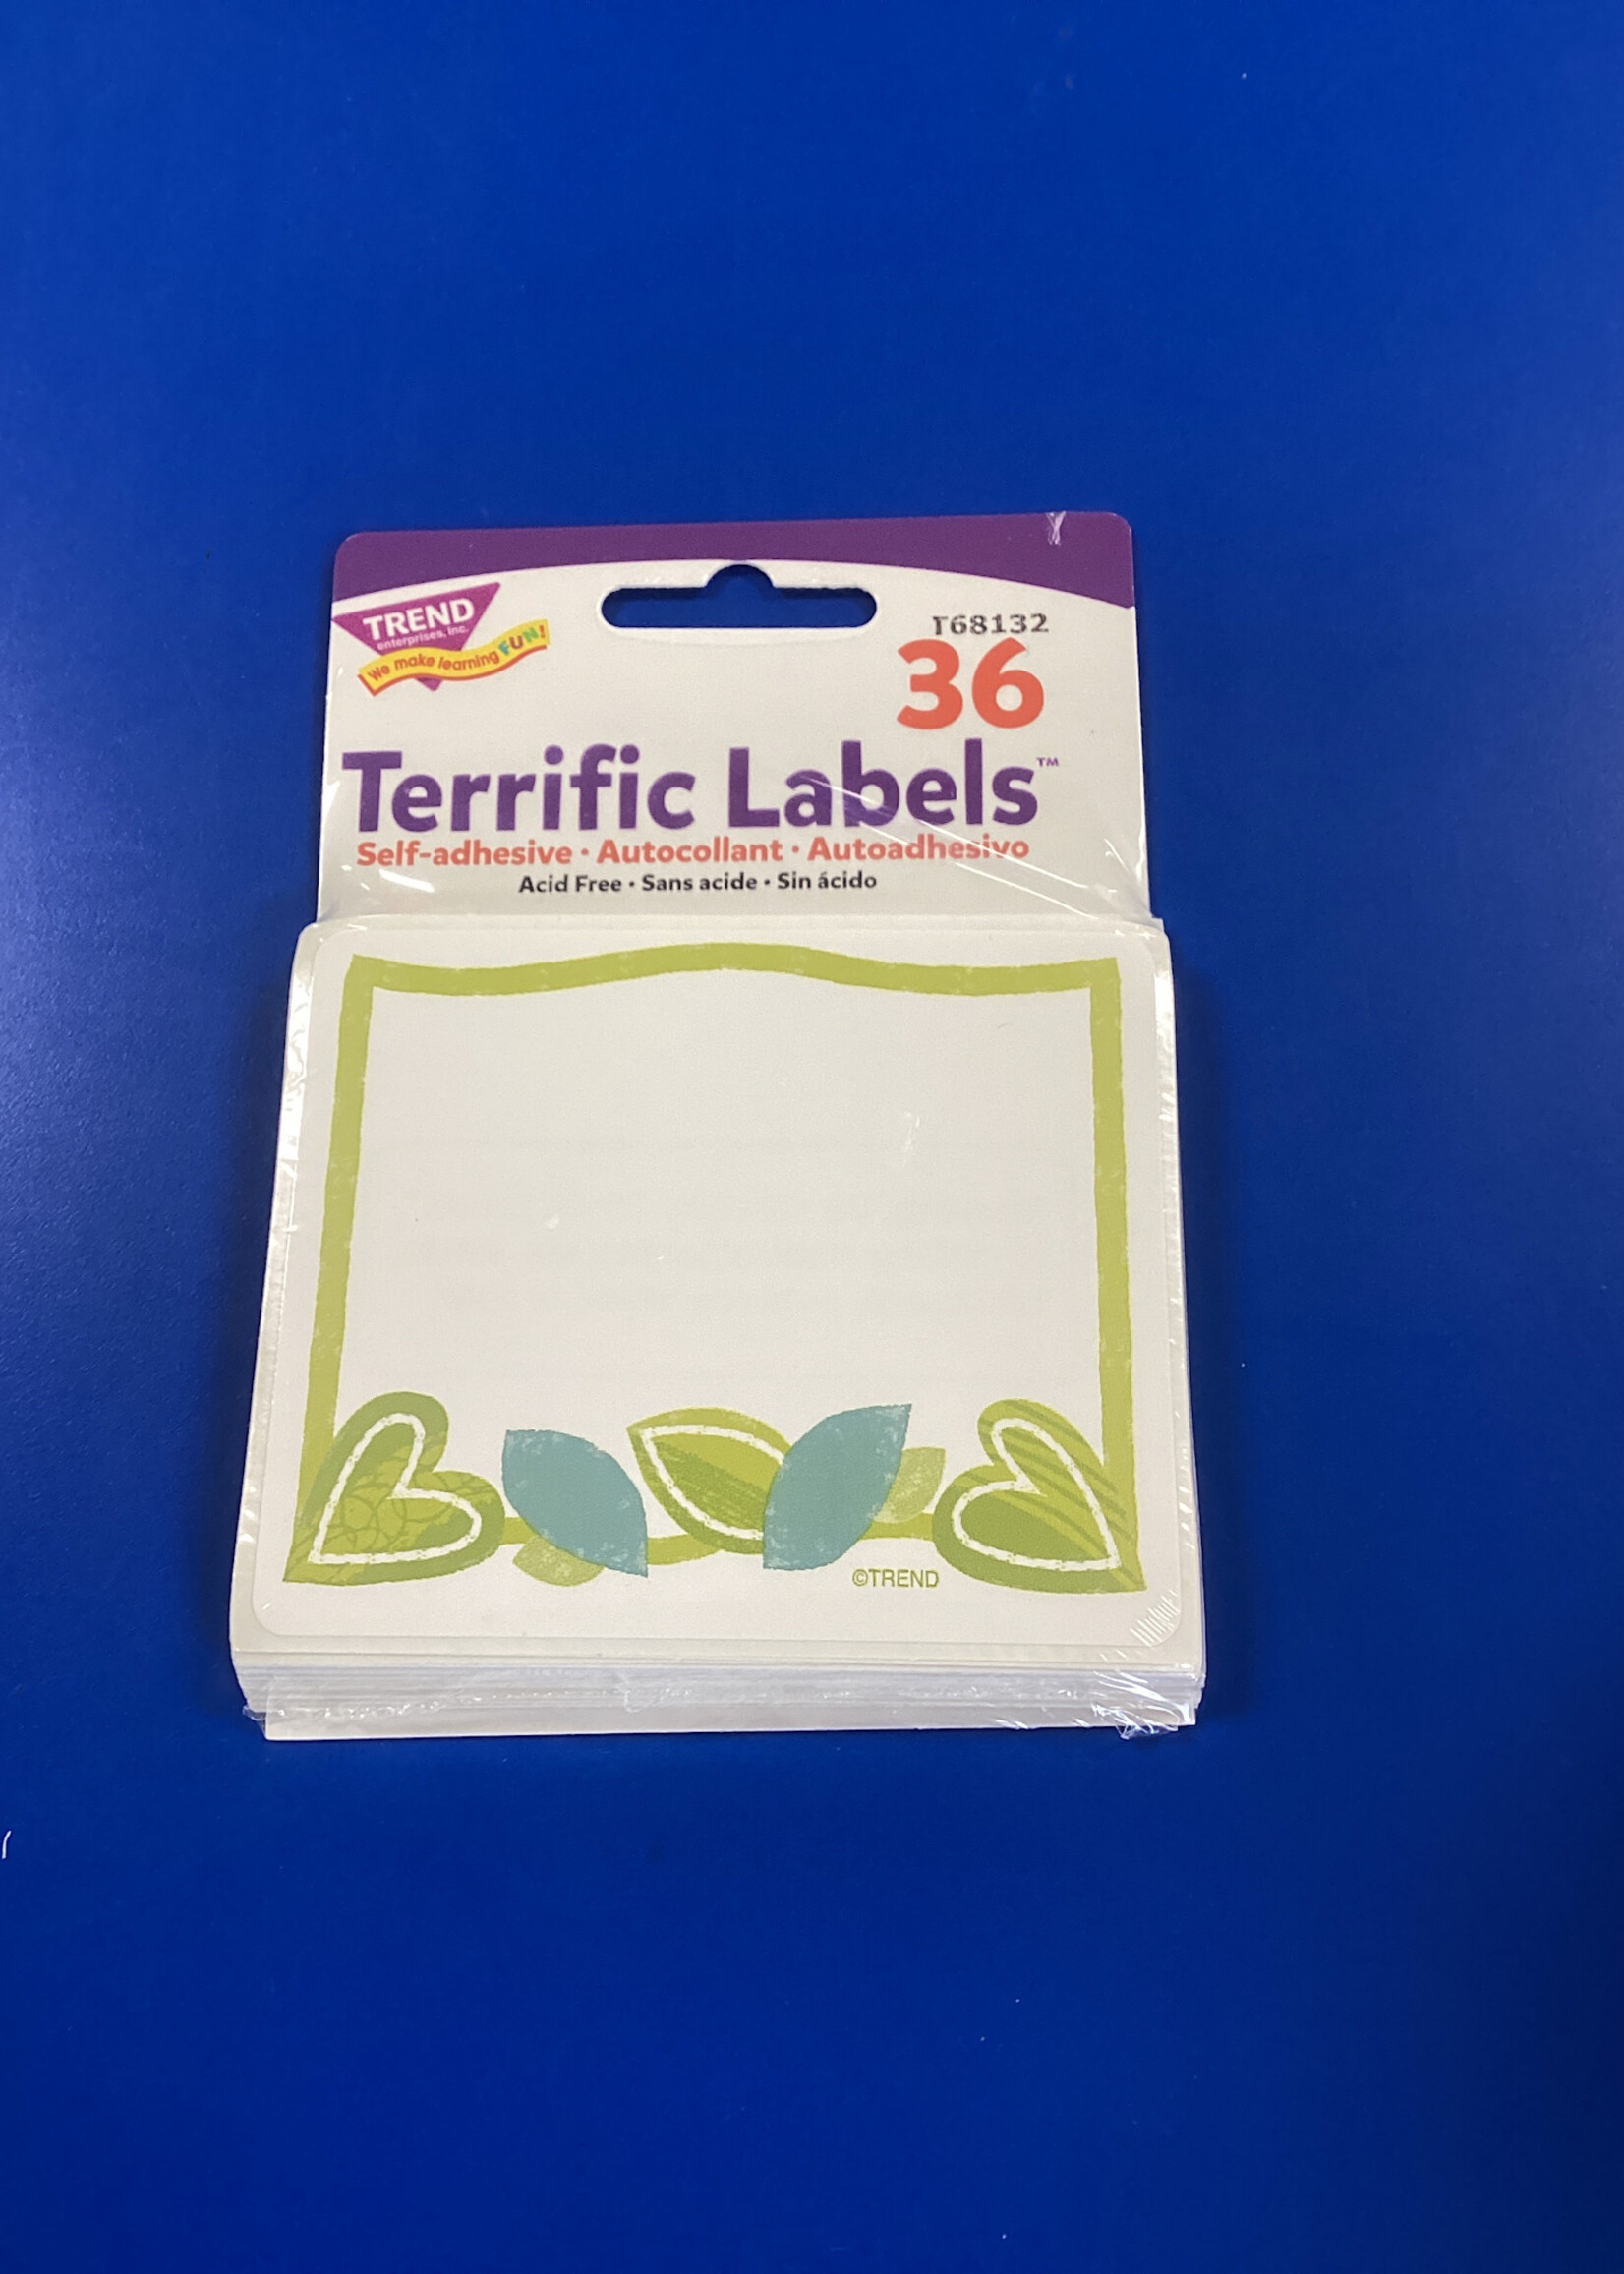 TREND
enterprises, Inc.
We make learning FUN!
T68132
36
Terrific Labels™
Self-adhesive • Autocollant • Autoadhesivo
Acid Free • Sans acide • Sin ácido
©TREND